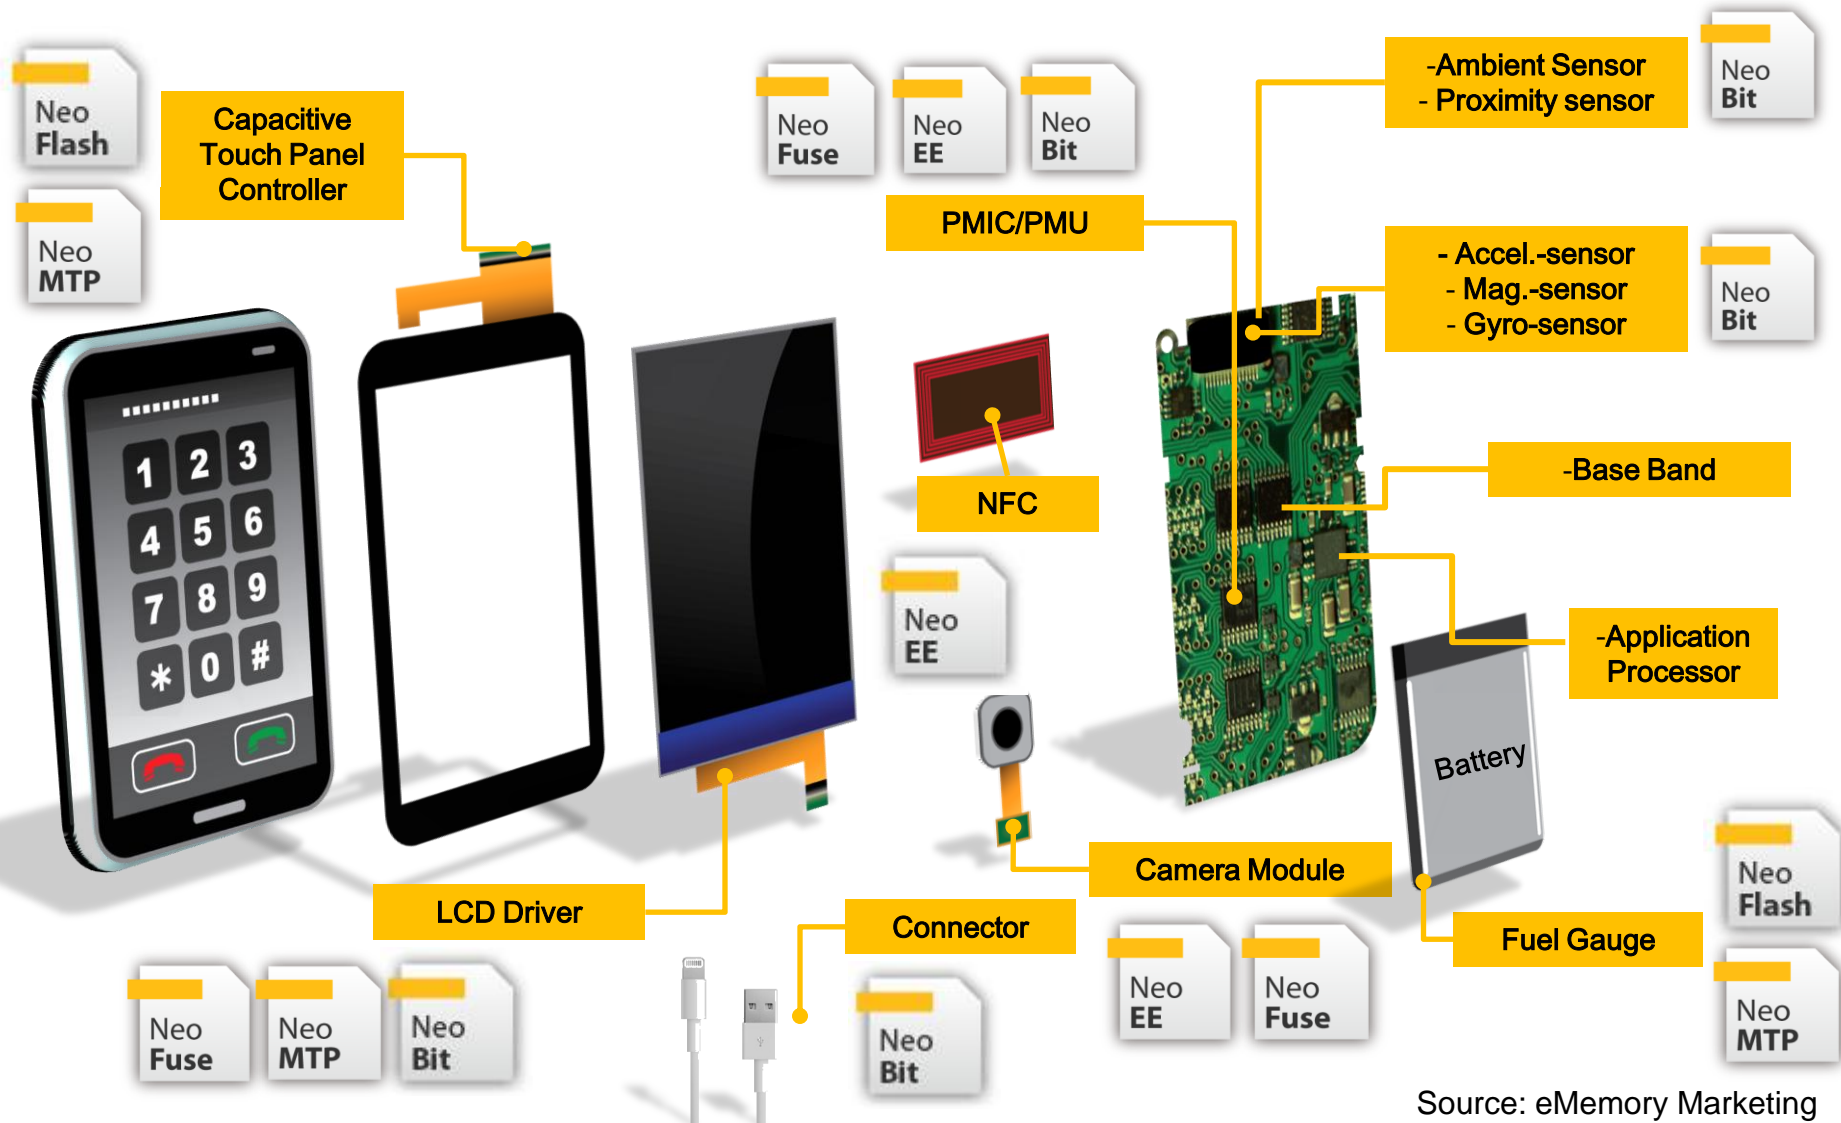 Neo
Flash
Neo
MTP
Capacitive
Touch Panel
Controller
Neo
Fuse
Neo
EE
Neo
Bit
PMIC/PMU
-Ambient Sensor
- Proximity sensor
Neo
Bit
- Accel.-sensor
- Mag.-sensor
- Gyro-sensor
Neo
Bit
1 2 3
4 5 6
7 8 9
* 0 #
NFC
Neo
EE
-Base Band
-Application
Processor
Battery
Camera Module
Neo
EE
Neo
Fuse
LCD Driver
Neo
Fuse
Neo
MTP
Neo
Bit
Connector
Neo
Bit
Fuel Gauge
Neo
Flash
Neo
MTP
Source: eMemory Marketing